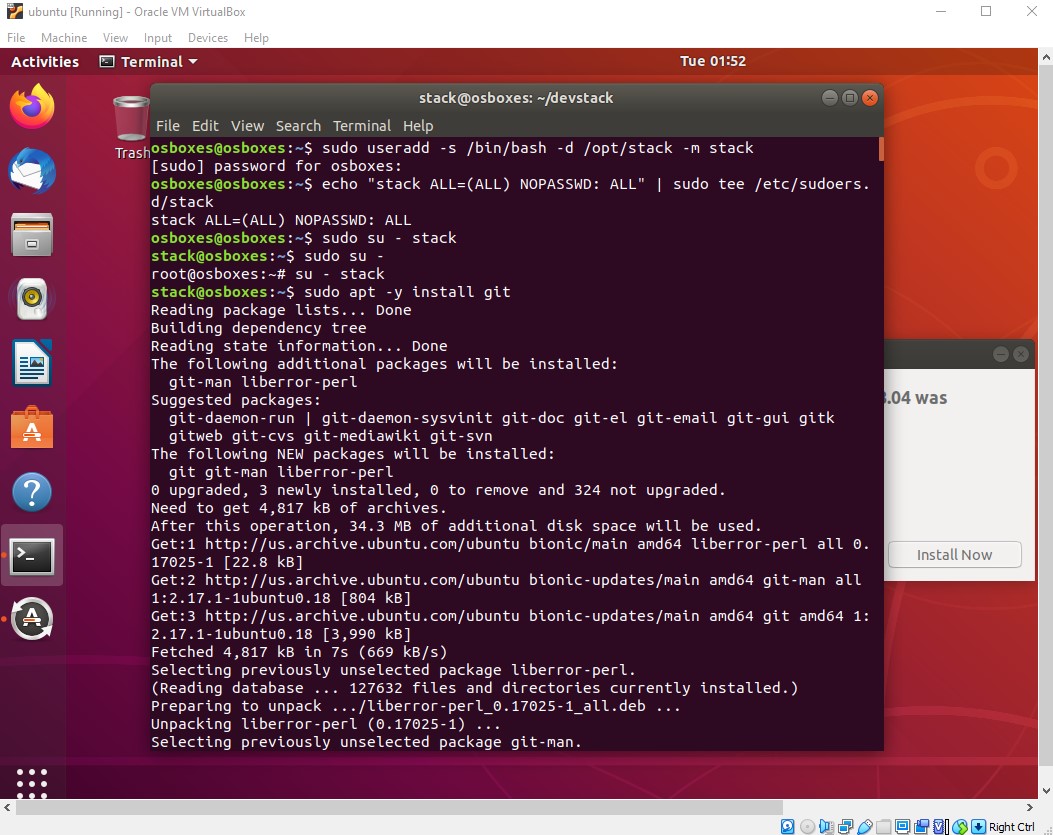 ubuntu [Running] - Oracle VM VirtualBox
File Machine View Input Devices Help
Activities Terminal Tue 01:52
Trash
stack@osboxes: ~/devstack
File Edit View Search Terminal Help
osboxes@osboxes:~$ sudo useradd -s /bin/bash -d /opt/stack -m stack
[sudo] password for osboxes:
osboxes@osboxes:~$ echo "stack ALL=(ALL) NOPASSWD: ALL" | sudo tee /etc/sudoers.
d/stack
stack ALL=(ALL) NOPASSWD: ALL
osboxes@osboxes:~$ sudo su - stack
stack@osboxes:~$ sudo su -
root@osboxes:~# su - stack
stack@osboxes:~$ sudo apt -y install git
Reading package lists... Done
Building dependency tree
Reading state information... Done
The following additional packages will be installed:
git-man liberror-perl
Suggested packages:
git-daemon-run | git-daemon-sysvinit git-doc git-el git-email git-gui gitk
gitweb git-cvs git-mediawiki git-svn
The following NEW packages will be installed:
git git-man liberror-perl
0 upgraded, 3 newly installed, 0 to remove and 324 not upgraded.
Need to get 4,817 kB of archives.
After this operation, 34.3 MB of additional disk space will be used.
Get:1 http://us.archive.ubuntu.com/ubuntu bionic/main amd64 liberror-perl all 0.
17025-1 [22.8 kB]
Get:2 http://us.archive.ubuntu.com/ubuntu bionic-updates/main amd64 git-man all
1:2.17.1-1ubuntu0.18 [804 kB]
Get:3 http://us.archive.ubuntu.com/ubuntu bionic-updates/main amd64 git amd64 1:
2.17.1-1ubuntu0.18 [3,990 kB]
Fetched 4,817 kB in 7s (669 kB/s)
Selecting previously unselected package liberror-perl.
(Reading database ... 127632 files and directories currently installed.)
Preparing to unpack .../liberror-perl_0.17025-1_all.deb ...
Unpacking liberror-perl (0.17025-1) ...
Selecting previously unselected package git-man.
.04 was
Install Now
Right Ctrl